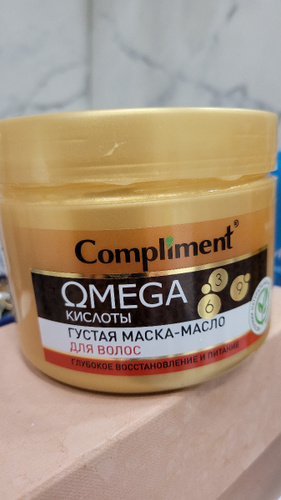 Compliment®
ΩMEGA
КИСЛОТЫ
3
6
9
ГУСТАЯ МАСКА-МАСЛО
ДЛЯ ВОЛОС
ГЛУБОКОЕ ВОССТАНОВЛЕНИЕ И ПИТАНИЕ